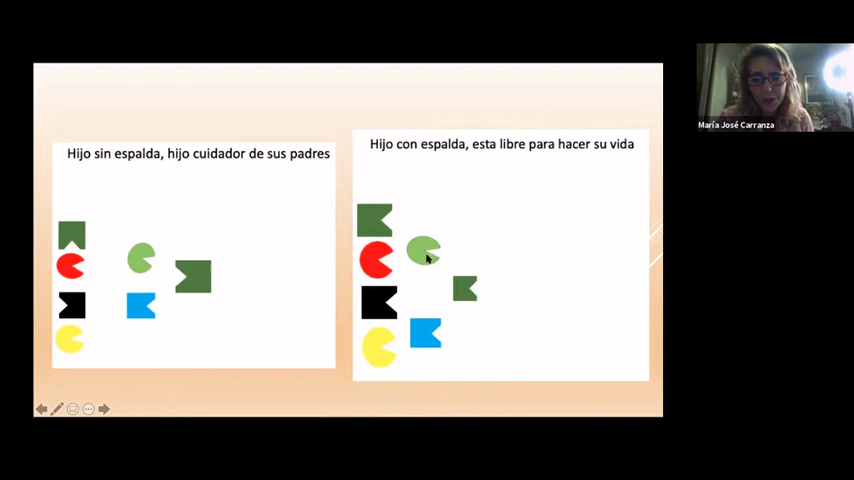 Hijo sin espalda, hijo cuidador de sus padres
Hijo con espalda, esta libre para hacer su vida
María José Carranza